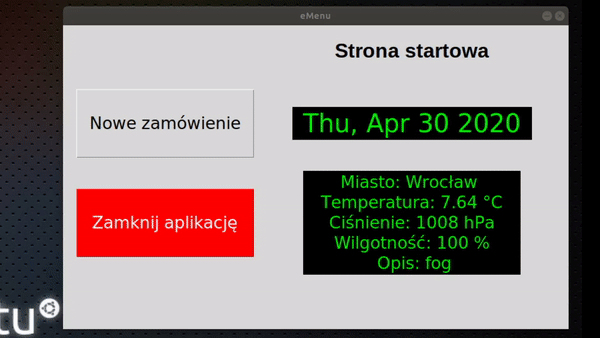 eMenu
Strona startowa
Nowe zamówienie
Thu, Apr 30 2020
Zamknij aplikację
Miasto: Wrocław
Temperatura: 7.64 °C
Ciśnienie: 1008 hPa
Wilgotność: 100 %
Opis: fog
tu